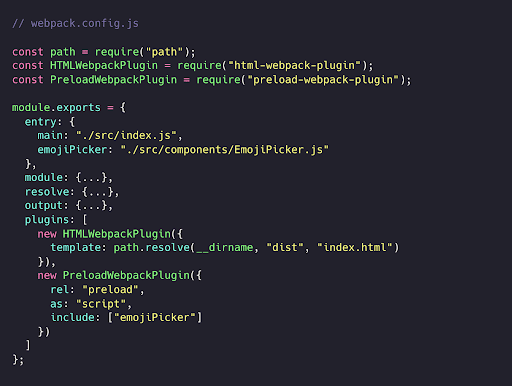 // webpack.config.js
const path = require("path");
const HTMLWebpackPlugin = require("html-webpack-plugin");
const PreloadWebpackPlugin = require("preload-webpack-plugin");
module.exports = {
  entry: {
    main: "./src/index.js",
    emojiPicker: "./src/components/EmojiPicker.js"
  },
  module: {...},
  resolve: {...},
  output: {...},
  plugins: [
    new HTMLWebpackPlugin({
      template: path.resolve(__dirname, "dist", "index.html")
    }),
    new PreloadWebpackPlugin({
      rel: "preload",
      as: "script",
      include: ["emojiPicker"]
    })
  ]
};